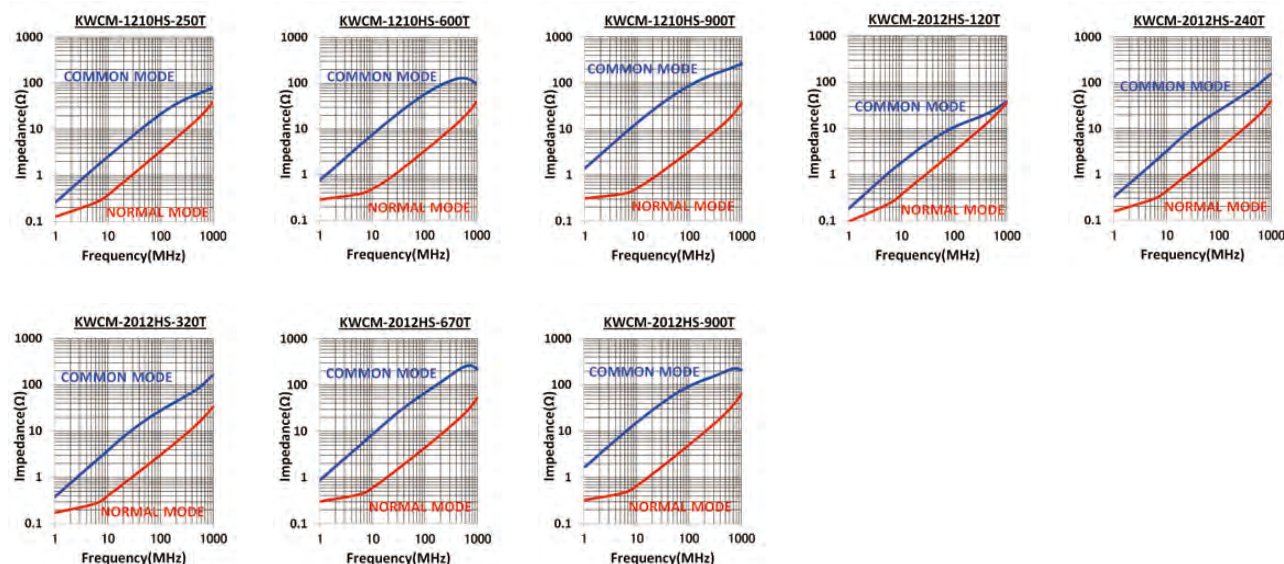 KWCM-1210HS-250T
1000
100
10
1
0.1
Impedance(Ω)
COMMON MODE
NORMAL MODE
1 10 100 1000
Frequency(MHz)
KWCM-1210HS-600T
1000
100
10
1
0.1
Impedance(Ω)
COMMON MODE
NORMAL MODE
1 10 100 1000
Frequency(MHz)
KWCM-1210HS-900T
1000
100
10
1
0.1
Impedance(Ω)
COMMON MODE
NORMAL MODE
1 10 100 1000
Frequency(MHz)
KWCM-2012HS-120T
1000
100
10
1
0.1
Impedance(Ω)
COMMON MODE
NORMAL MODE
1 10 100 1000
Frequency(MHz)
KWCM-2012HS-240T
1000
100
10
1
0.1
Impedance(Ω)
COMMON MODE
NORMAL MODE
1 10 100 1000
Frequency(MHz)
KWCM-2012HS-320T
1000
100
10
1
0.1
Impedance(Ω)
COMMON MODE
NORMAL MODE
1 10 100 1000
Frequency(MHz)
KWCM-2012HS-670T
1000
100
10
1
0.1
Impedance(Ω)
COMMON MODE
NORMAL MODE
1 10 100 1000
Frequency(MHz)
KWCM-2012HS-900T
1000
100
10
1
0.1
Impedance(Ω)
COMMON MODE
NORMAL MODE
1 10 100 1000
Frequency(MHz)